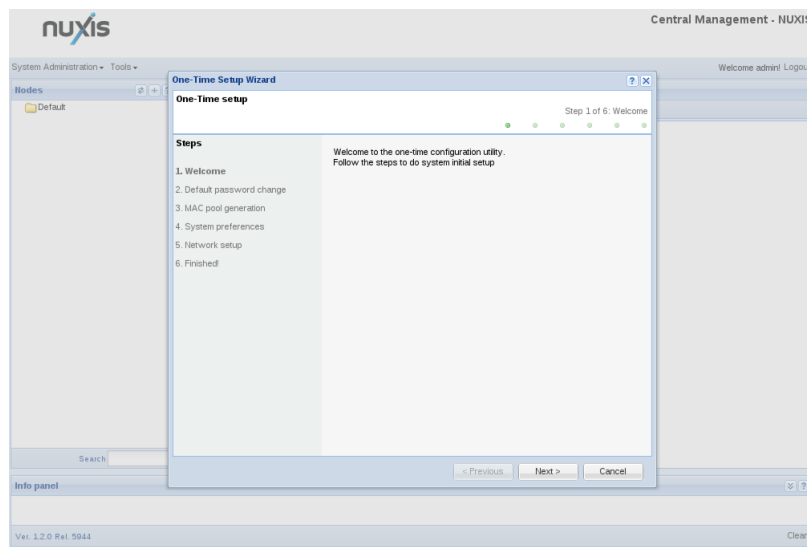 nuxis
Central Management - NUXIS
System Administration Tools
Welcome admin! Logou
Nodes
Default
One-Time Setup Wizard
One-Time setup
Step 1 of 6: Welcome
Steps
1. Welcome
2. Default password change
3. MAC pool generation
4. System preferences
5. Network setup
6. Finished!
Welcome to the one-time configuration utility.
Follow the steps to do system initial setup
Search
< Previous
Next >
Cancel
Info panel
Ver. 1.2.0 Rel. 5944
Clear